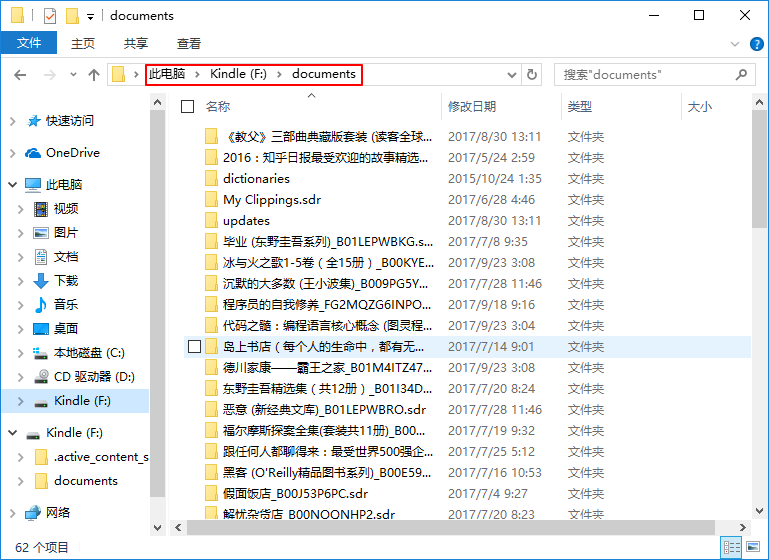 documents
文件 主页 共享 查看
此电脑 Kindle (F:) documents 搜索"documents"
名称 修改日期 类型 大小
快速访问
OneDrive
此电脑
视频
图片
文档
下载
音乐
桌面
本地磁盘 (C:)
CD 驱动器 (D:)
Kindle (F:)
Kindle (F:)
.active_content_s
documents
网络
《教父》三部曲典藏版套装 (读客全球... 2017/8/30 13:11 文件夹
2016：知乎日报最受欢迎的故事精选... 2017/5/24 2:59 文件夹
dictionaries 2015/10/24 1:35 文件夹
My Clippings.sdr 2017/6/28 4:46 文件夹
updates 2017/8/30 13:11 文件夹
毕业 (东野圭吾系列)_B01LEPWBKG.s... 2017/7/8 9:35 文件夹
冰与火之歌1-5卷（全15册）_B00KYE... 2017/9/23 3:08 文件夹
沉默的大多数 (王小波集)_B009PG5Y... 2017/7/28 11:46 文件夹
程序员的自我修养_FG2MQZG6INPO... 2017/9/18 9:16 文件夹
代码之髓：编程语言核心概念 (图灵程... 2017/9/23 3:04 文件夹
岛上书店（每个人的生命中，都有无... 2017/7/14 9:01 文件夹
德川家康——霸王之家_B01M4ITZ47... 2017/9/23 3:08 文件夹
东野圭吾精选集（共12册）_B01I34D... 2017/7/20 8:24 文件夹
恶意 (新经典文库)_B01LEPWBRO.sdr 2017/7/28 11:46 文件夹
福尔摩斯探案全集(套装共11册)_B00... 2017/7/19 9:32 文件夹
跟任何人都聊得来：最受世界500强企... 2017/7/25 5:12 文件夹
黑客 (O'Reilly精品图书系列)_B00E59... 2017/7/16 10:53 文件夹
假面饭店_B00J53P6PC.sdr 2017/7/4 9:27 文件夹
解忧杂货店_B00NOONHP2.sdr 2017/7/20 8:23 文件夹
62 个项目